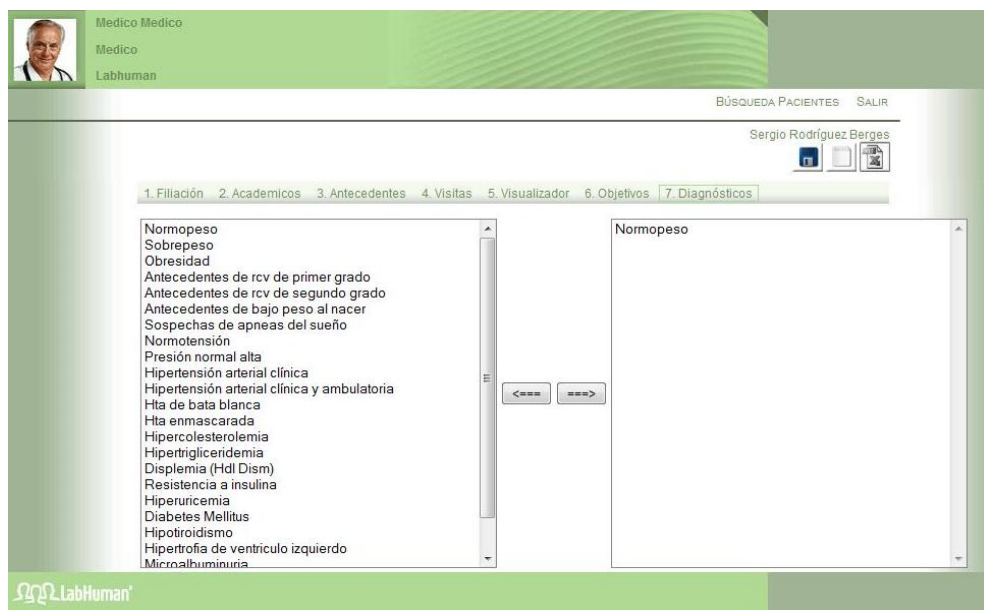 Medico Medico
Medico
Labhuman
BÚSQUEDA PACIENTES SALIR
Sergio Rodríguez Berges
1. Filiación 2. Academicos 3. Antecedentes 4. Visitas 5. Visualizador 6. Objetivos 7. Diagnósticos
Normopeso
Sobrepeso
Obresidad
Antecedentes de rcv de primer grado
Antecedentes de rcv de segundo grado
Antecedentes de bajo peso al nacer
Sospechas de apneas del sueño
Normotensión
Presión normal alta
Hipertensión arterial clínica
Hipertensión arterial clínica y ambulatoria
Hta de bata blanca
Hta enmascarada
Hipercolesterolemia
Hipertrigliceridemia
Displemia (Hdl Dism)
Resistencia a insulina
Hiperuricemia
Diabetes Mellitus
Hipotiroidismo
Hipertrofia de ventriculo izquierdo
Microalbuminuria
<=== ===>
Normopeso
LabHuman